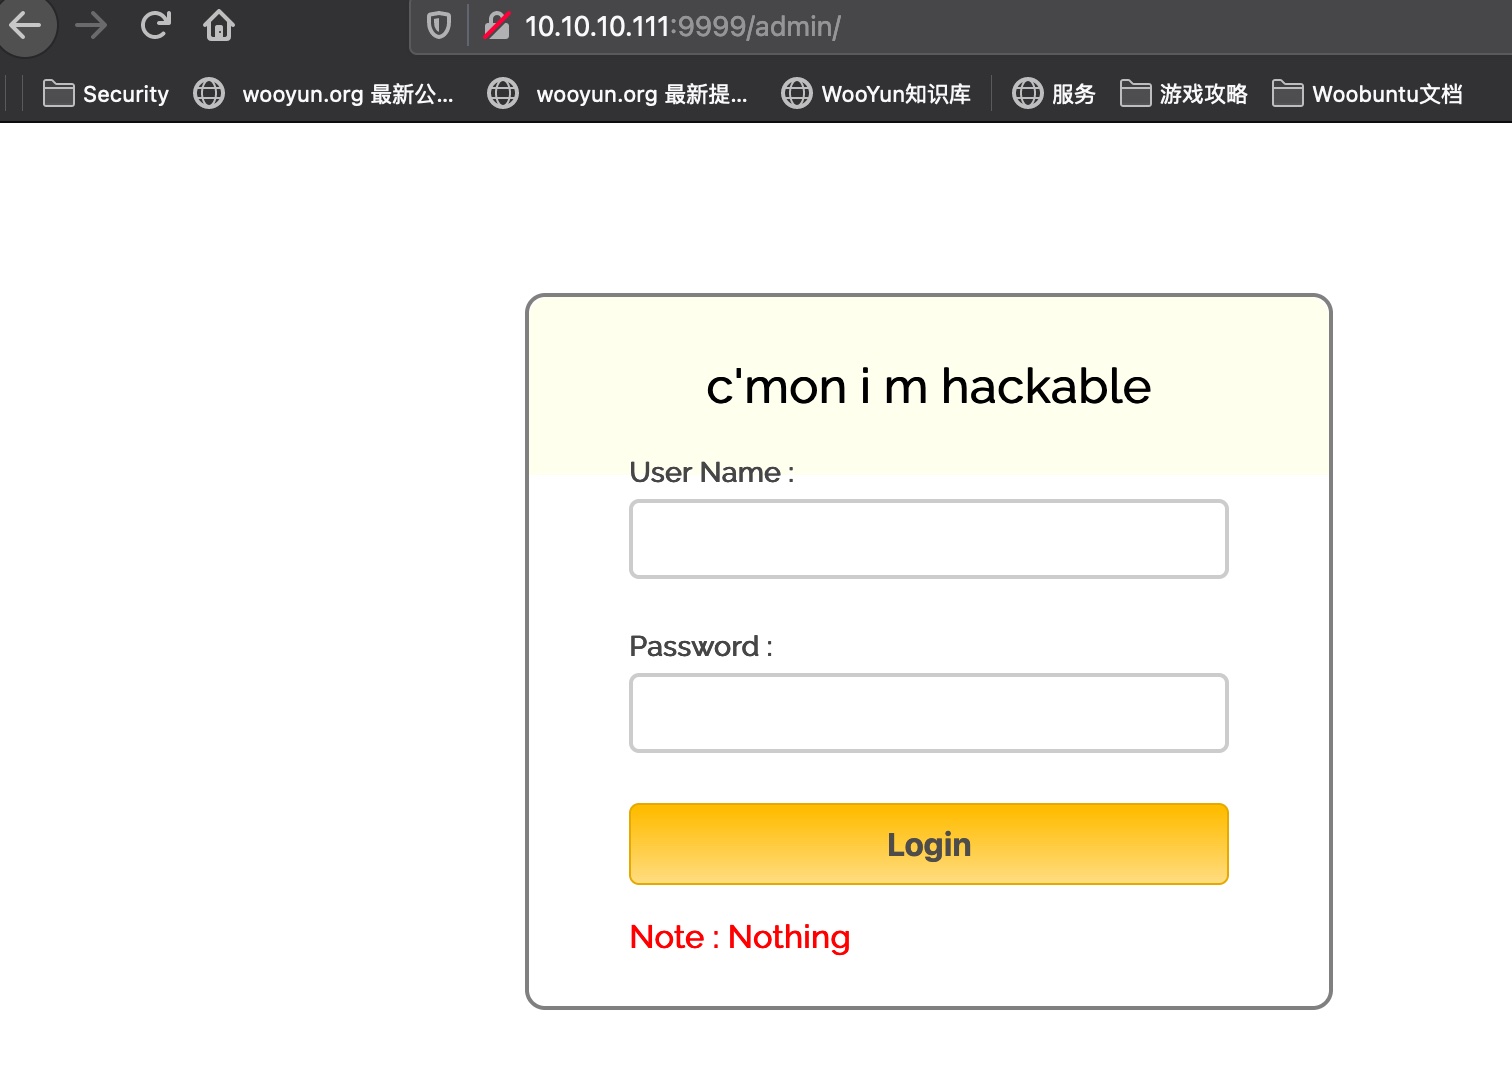 10.10.10.111:9999/admin/
Security wooyun.org 最新公... wooyun.org 最新提... WooYun知识库 服务 游戏攻略 Woobuntu文档
c'mon i m hackable
User Name :
Password :
Login
Note : Nothing